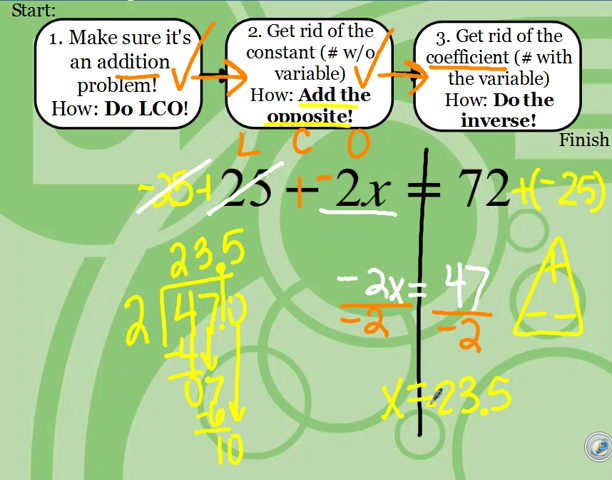 Start:
1. Make sure it's
an addition
problem!
How: Do LCO!
2. Get rid of the
constant (# w/o
variable)
How: Add the
opposite!
3. Get rid of the
coefficient (# with
the variable)
How: Do the
inverse!
Finish
L C O
-25+ 25 + -2x = 72 +(-25)
-2x = 47
-2 -2
x = 23.5
23.5
2 47.0
-4
07
-6
10
+
- -